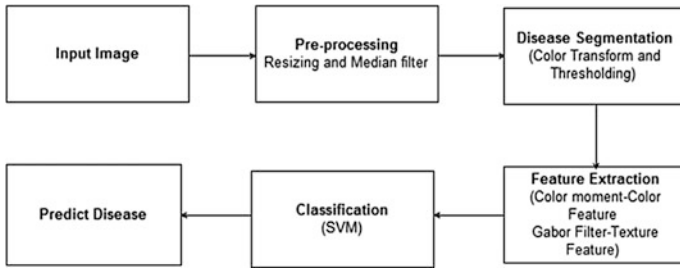 Input Image
Pre-processing
Resizing and Median filter
Disease Segmentation
(Color Transform and
Thresholding)
Feature Extraction
(Color moment-Color
Feature
Gabor Filter-Texture
Feature)
Classification
(SVM)
Predict Disease